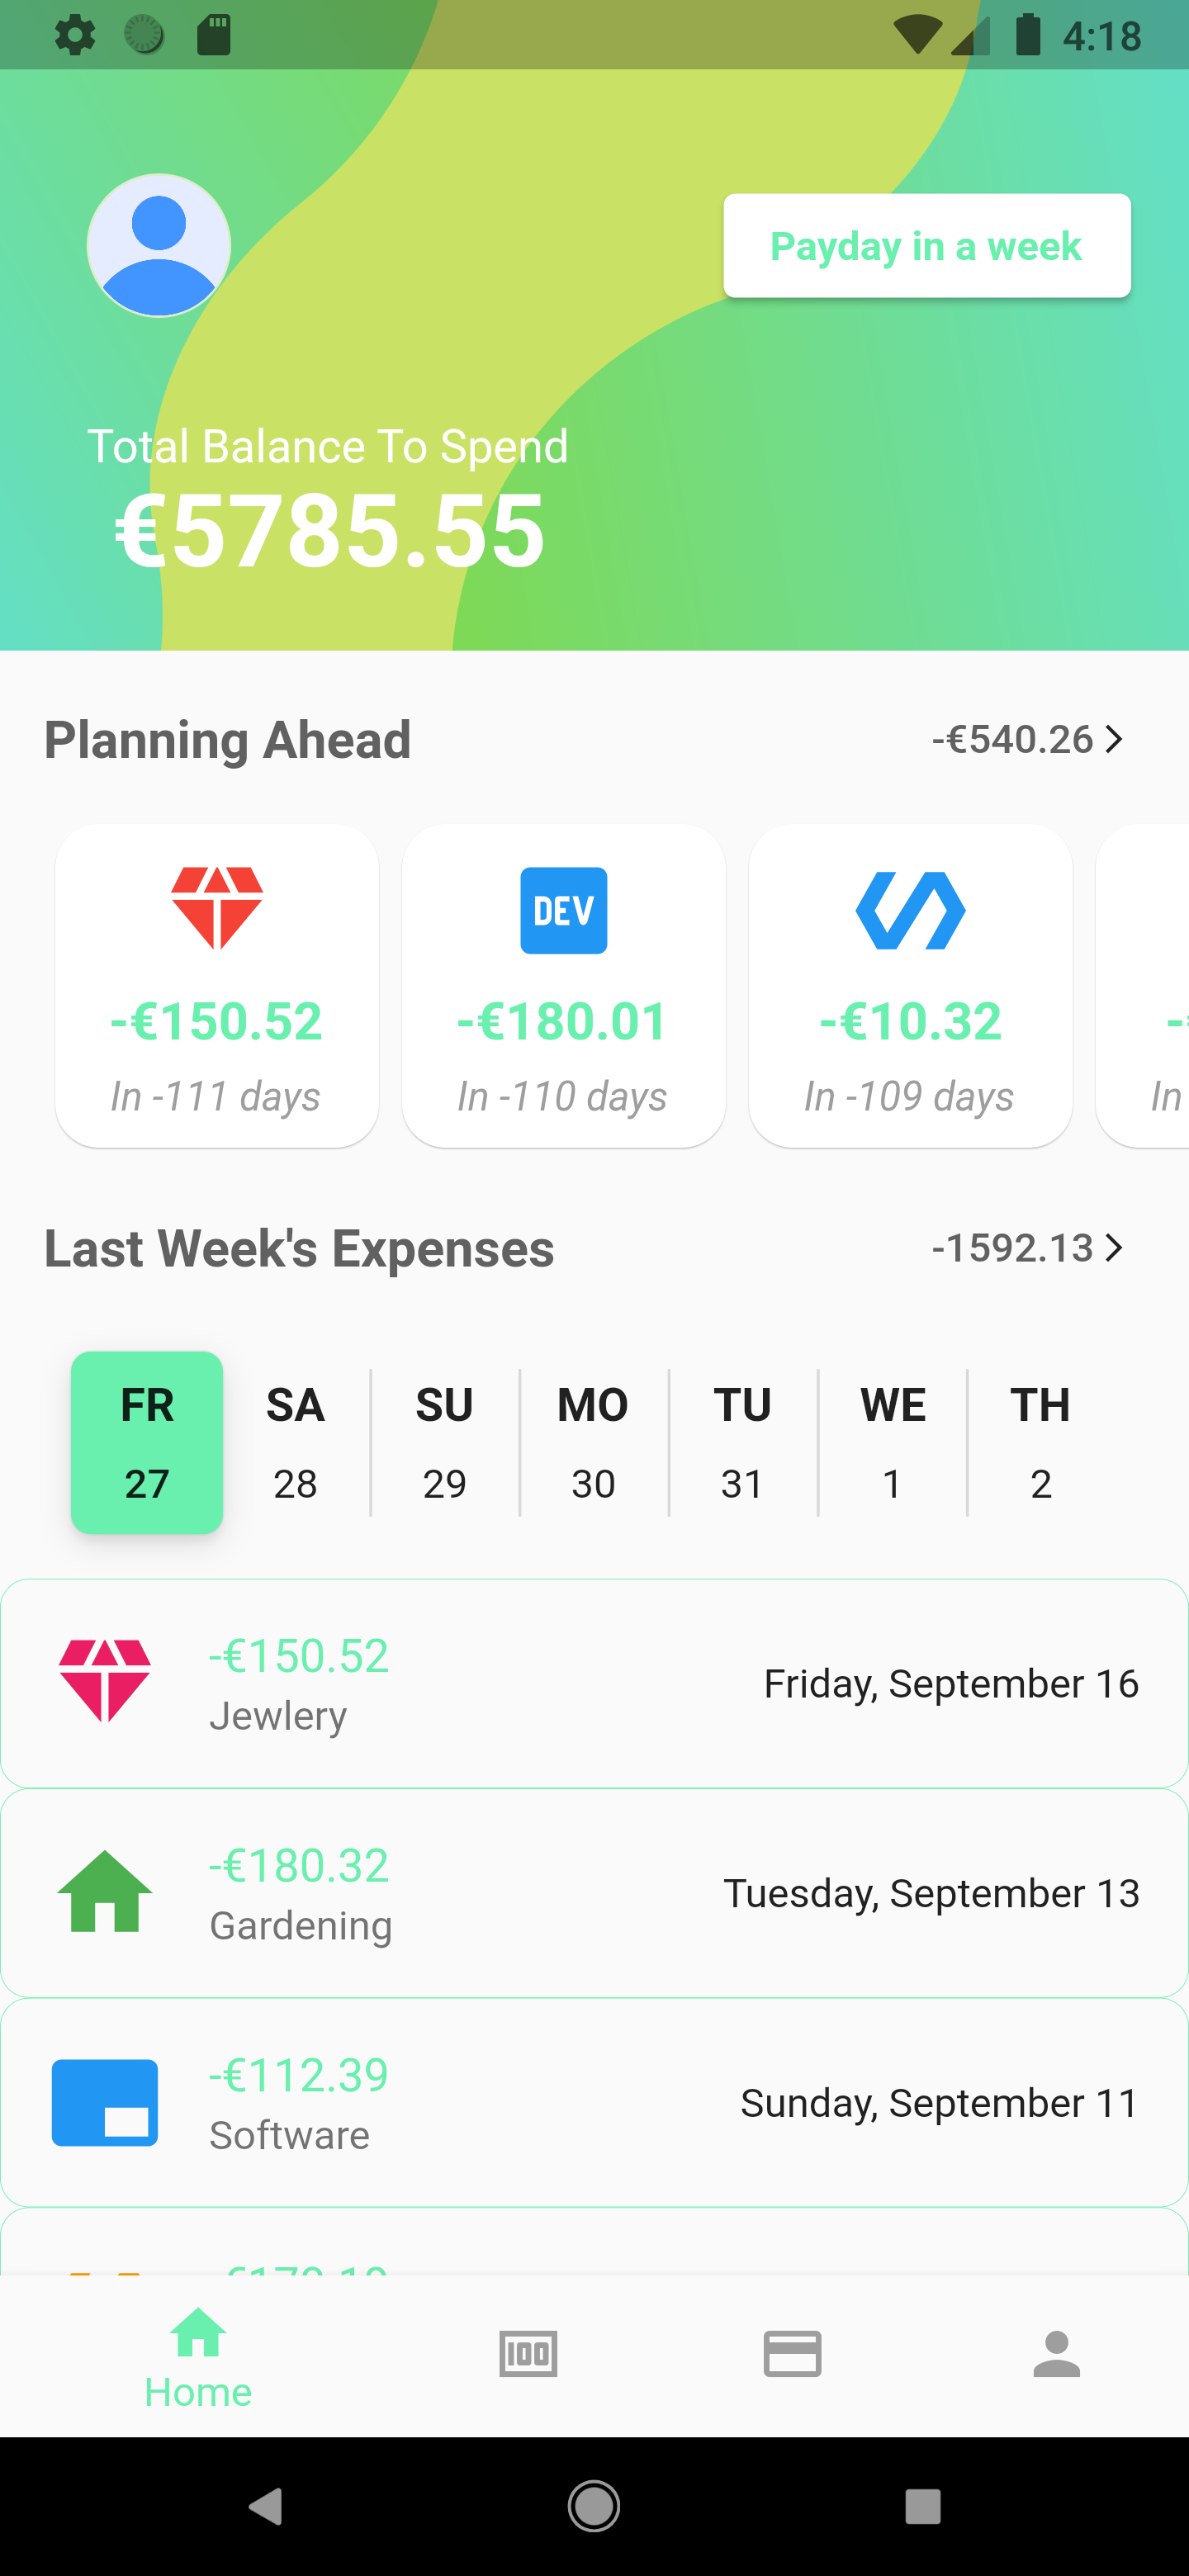 4:18
Payday in a week
Total Balance To Spend
€5785.55
Planning Ahead
-€540.26
DEV
-€150.52
-€180.01
-€10.32
In -111 days
In -110 days
In -109 days
In
Last Week's Expenses
-1592.13
FR SA SU MO TU WE TH
27 28 29 30 31 1 2
-€150.52
Jewlery
Friday, September 16
-€180.32
Gardening
Tuesday, September 13
-€112.39
Software
Sunday, September 11
100
Home